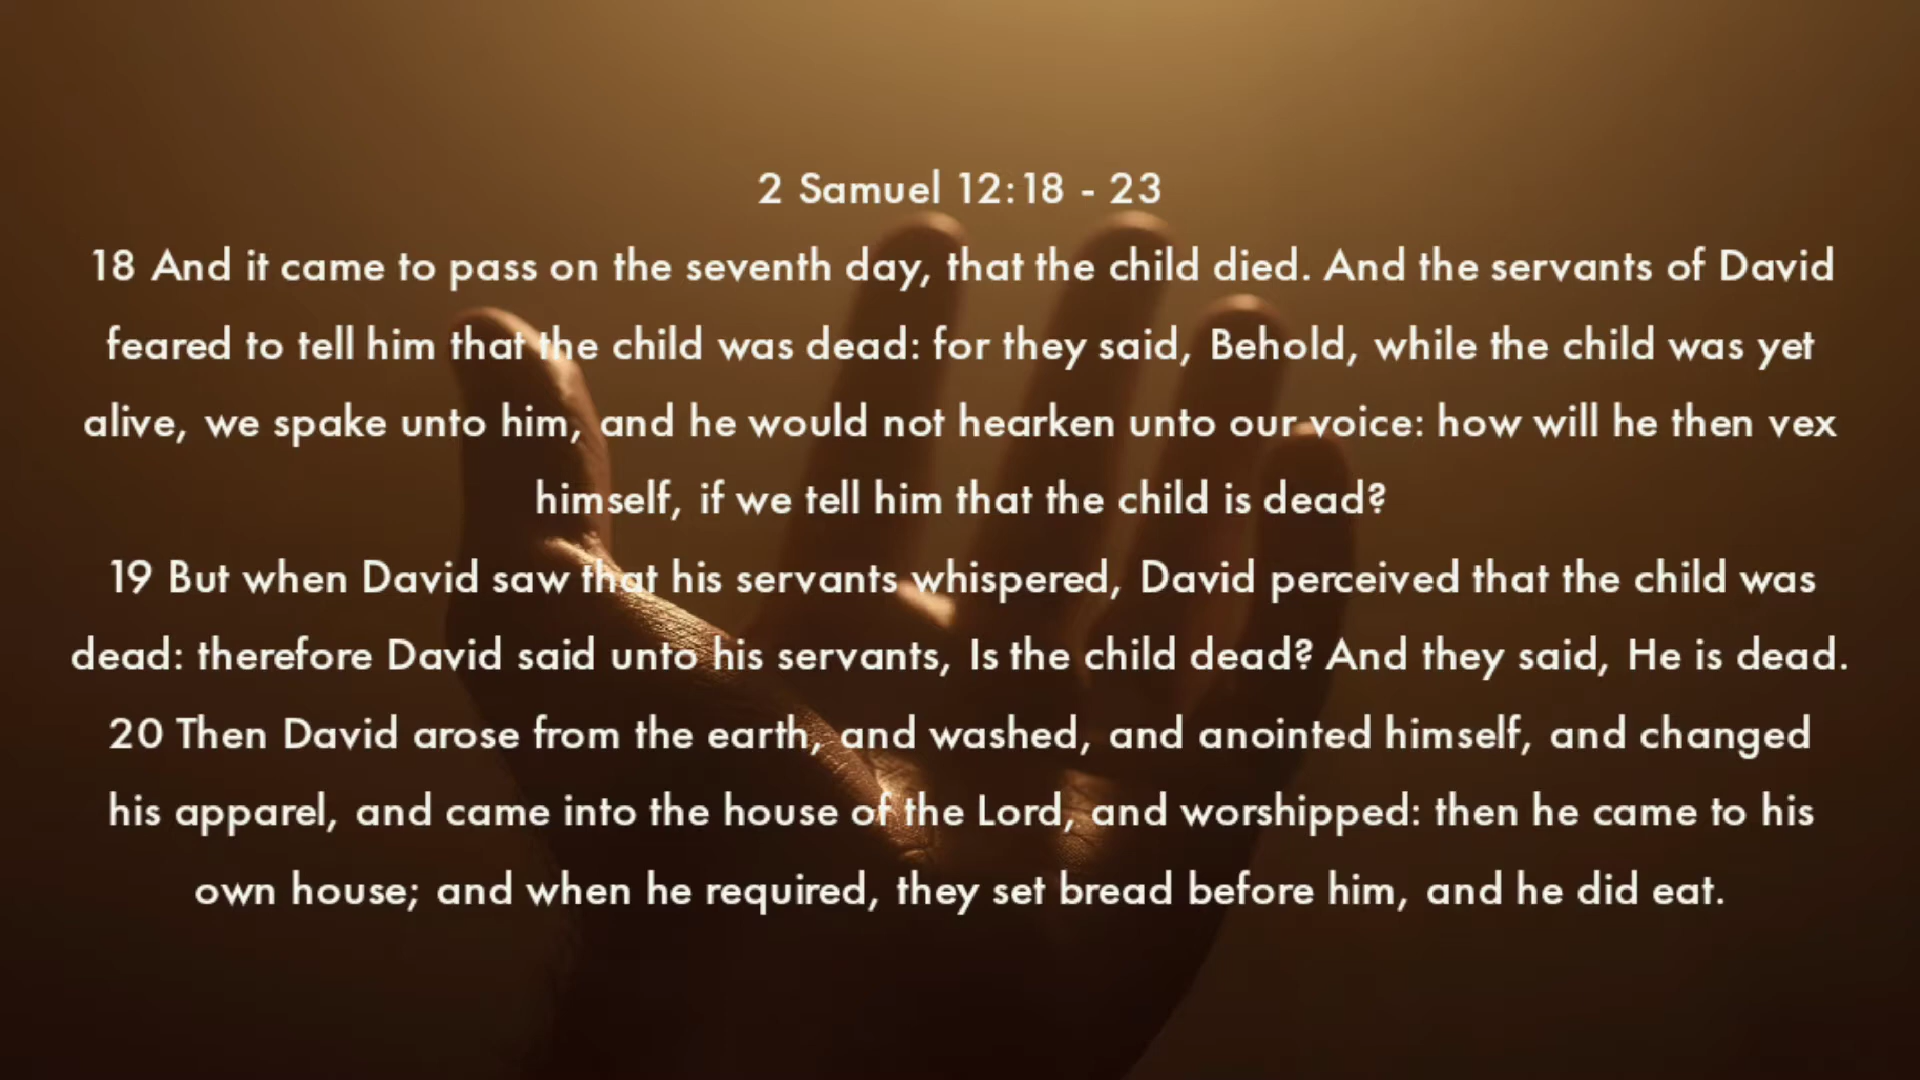 2 Samuel 12:18 - 23
18 And it came to pass on the seventh day, that the child died. And the servants of David
feared to tell him that the child was dead: for they said, Behold, while the child was yet
alive, we spake unto him, and he would not hearken unto our voice: how will he then vex
himself, if we tell him that the child is dead?
19 But when David saw that his servants whispered, David perceived that the child was
dead: therefore David said unto his servants, Is the child dead? And they said, He is dead.
20 Then David arose from the earth, and washed, and anointed himself, and changed
his apparel, and came into the house of the Lord, and worshipped: then he came to his
own house; and when he required, they set bread before him, and he did eat.